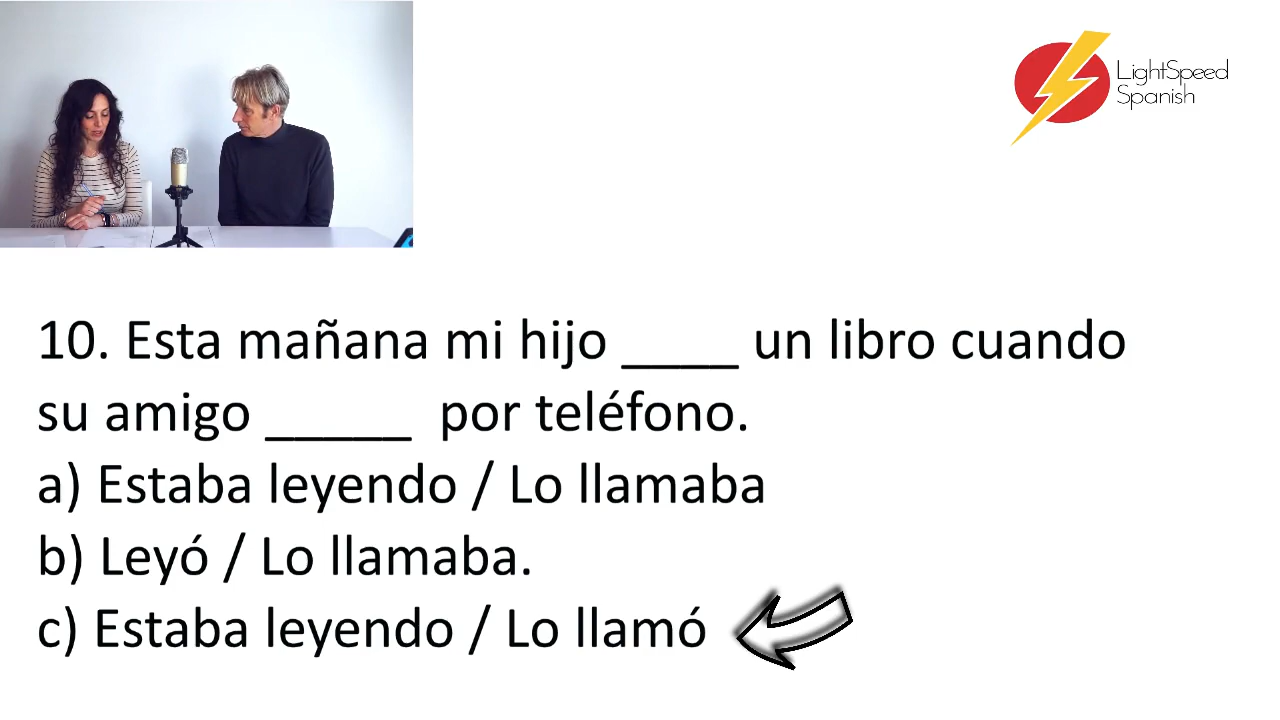 LightSpeed
Spanish
10. Esta mañana mi hijo ____ un libro cuando
su amigo _____ por teléfono.
a) Estaba leyendo / Lo llamaba
b) Leyó / Lo llamaba.
c) Estaba leyendo / Lo llamó